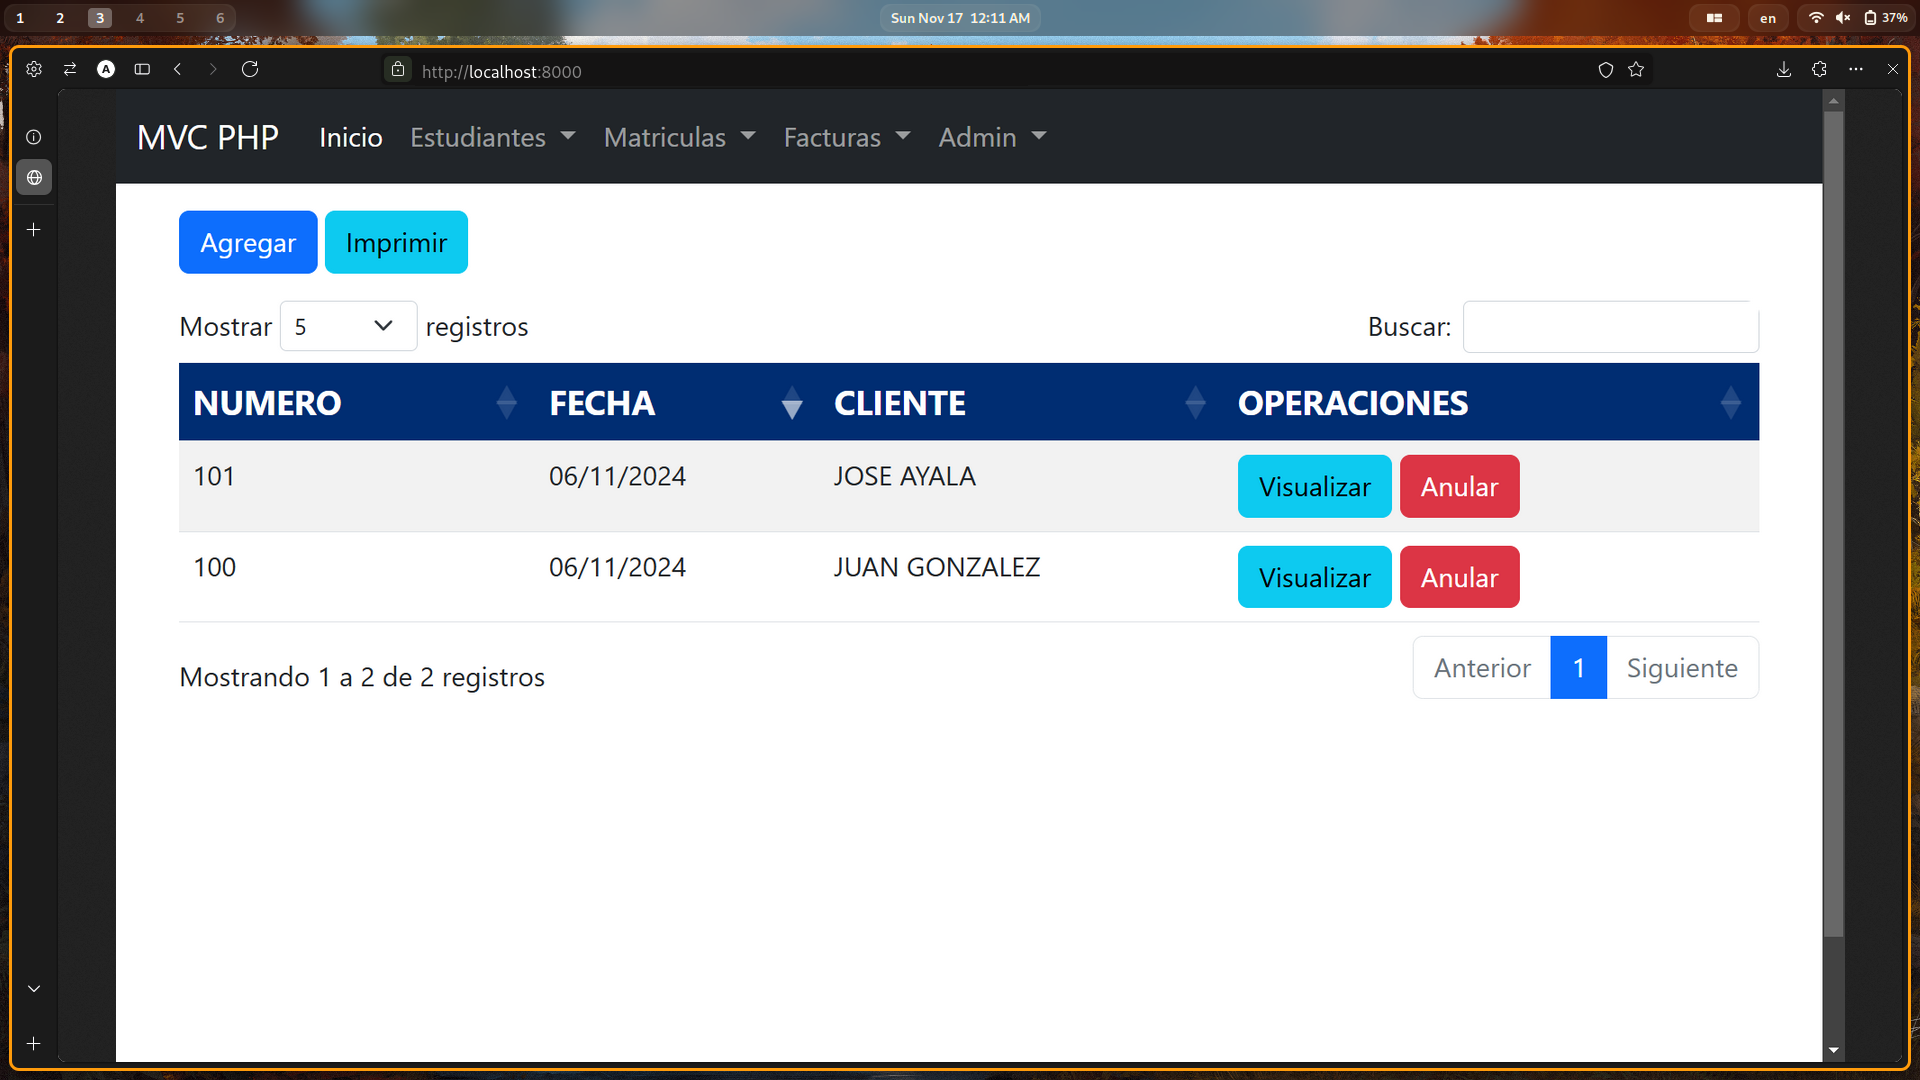 1 2 3 4 5 6 Sun Nov 17 12:11 AM en 37%
http://localhost:8000
MVC PHP Inicio Estudiantes Matriculas Facturas Admin
Agregar Imprimir
Mostrar 5 registros Buscar:
NUMERO FECHA CLIENTE OPERACIONES
101 06/11/2024 JOSE AYALA Visualizar Anular
100 06/11/2024 JUAN GONZALEZ Visualizar Anular
Mostrando 1 a 2 de 2 registros Anterior 1 Siguiente